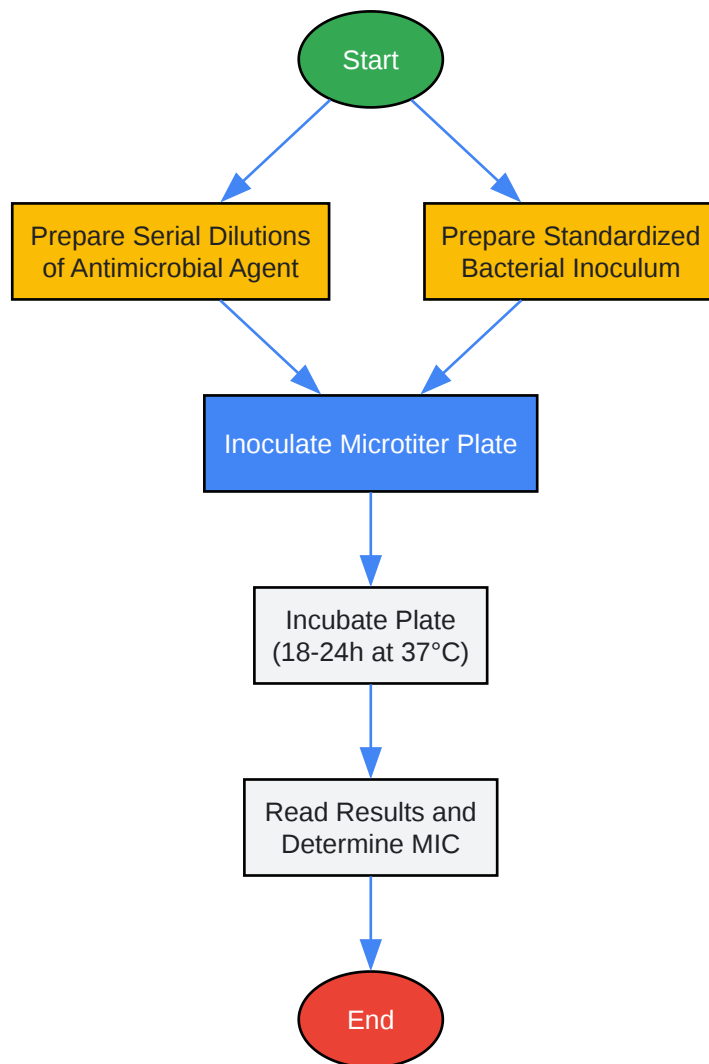 Start
Prepare Serial Dilutions
of Antimicrobial Agent
Prepare Standardized
Bacterial Inoculum
Inoculate Microtiter Plate
Incubate Plate
(18-24h at 37°C)
Read Results and
Determine MIC
End